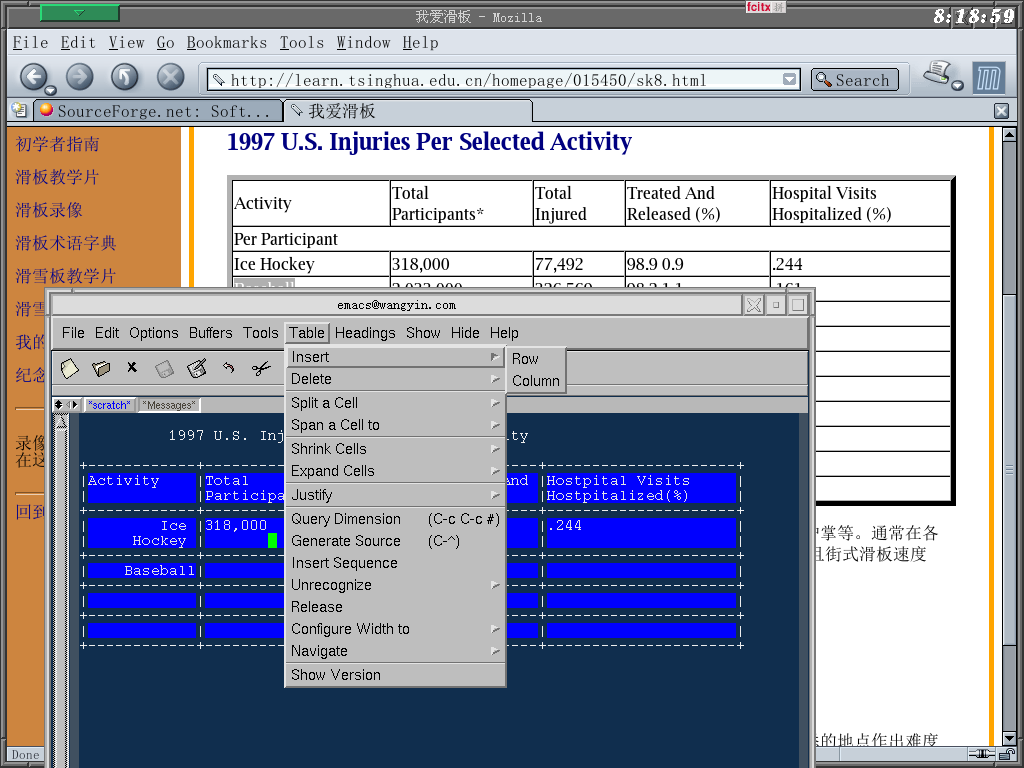 fcitx 拼
我爱滑板 - Mozilla
8:18:59
File Edit View Go Bookmarks Tools Window Help
http://learn.tsinghua.edu.cn/homepage/015450/sk8.html
Search
SourceForge.net: Soft...
我爱滑板
初学者指南
滑板教学片
滑板录像
滑板术语字典
滑雪板教学片
滑雪
我的
纪念
录像
在这
回到
1997 U.S. Injuries Per Selected Activity
Activity Total Participants* Total Injured Treated And Released (%) Hospital Visits Hospitalized (%)
Per Participant
Ice Hockey 318,000 77,492 98.9 0.9 .244
Baseball
掌等。通常在各
且街式滑板速度
的地点作出难度
Done
emacs@wangyin.com
File Edit Options Buffers Tools Table Headings Show Hide Help
*scratch* *Messages*
1997 U.S. Inj
ty
Activity Total nd Hostpital Visits
Participa Hostpitalized(%)
Ice 318,000 .244
Hockey
Baseball
Insert
Delete
Split a Cell
Span a Cell to
Shrink Cells
Expand Cells
Justify
Query Dimension (C-c C-c #)
Generate Source (C-^)
Insert Sequence
Unrecognize
Release
Configure Width to
Navigate
Show Version
Row
Column